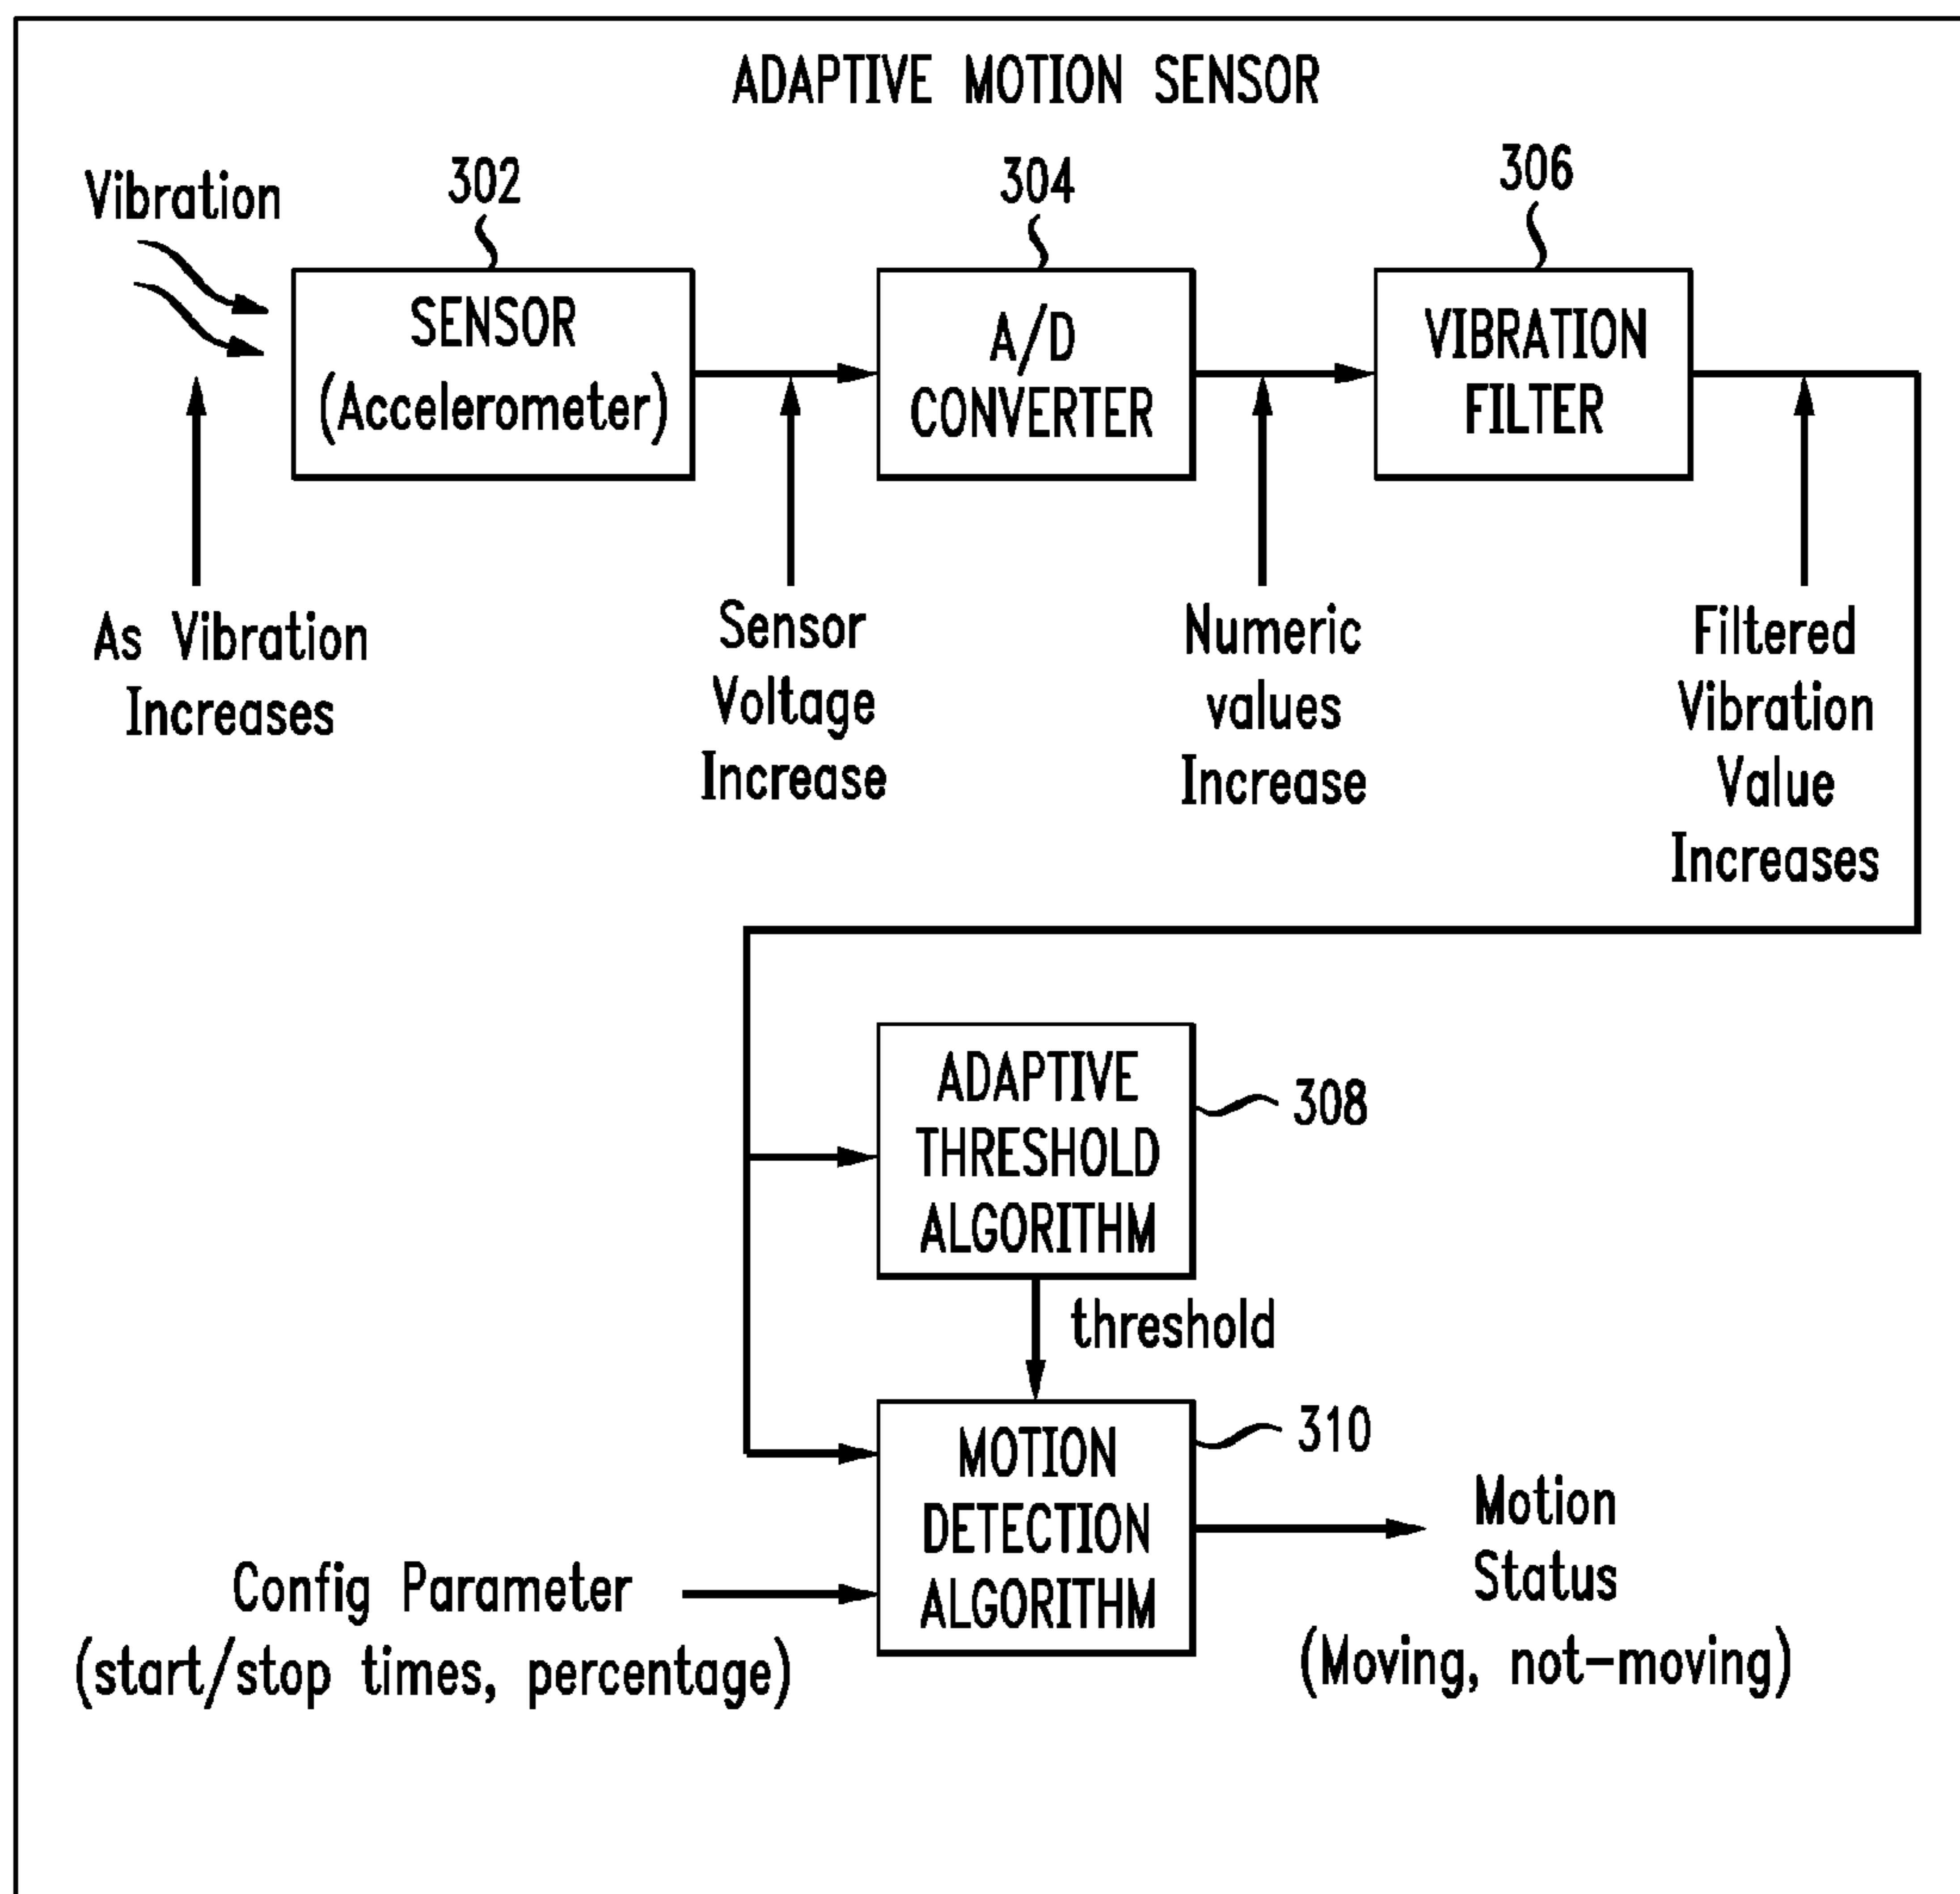 ADAPTIVE MOTION SENSOR
Vibration
302
304
306
SENSOR
(Accelerometer)
A/D
CONVERTER
VIBRATION
FILTER
As Vibration
Increases
Sensor
Voltage
Increase
Numeric
values
Increase
Filtered
Vibration
Value
Increases
ADAPTIVE
THRESHOLD
ALGORITHM
308
threshold
MOTION
DETECTION
ALGORITHM
310
Config Parameter
(start/stop times, percentage)
Motion
Status
(Moving, not-moving)